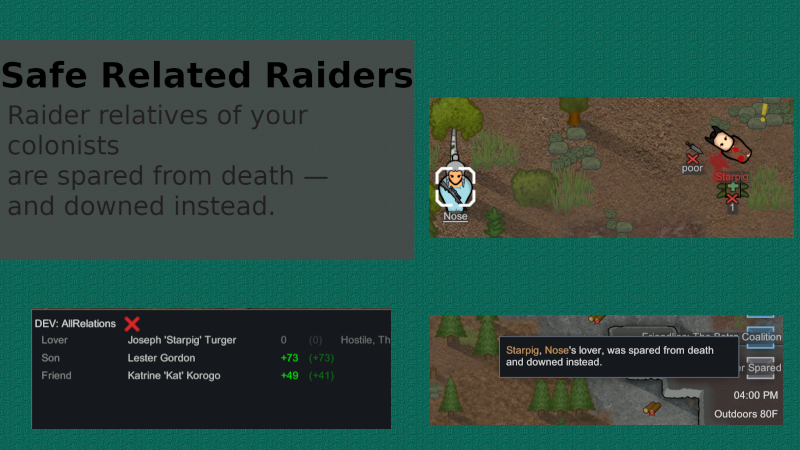 Safe Related Raiders
Raider relatives of your
colonists
are spared from death —
and downed instead.
poor
Starpig
1
Nose
DEV: AllRelations
Lover Joseph 'Starpig' Turger 0 (0) Hostile, Th
Son Lester Gordon +73 (+73)
Friend Katrine 'Kat' Korogo +49 (+41)
Coalition
Starpig, Nose's lover, was spared from death
and downed instead.
er Spared
04:00 PM
Outdoors 80F